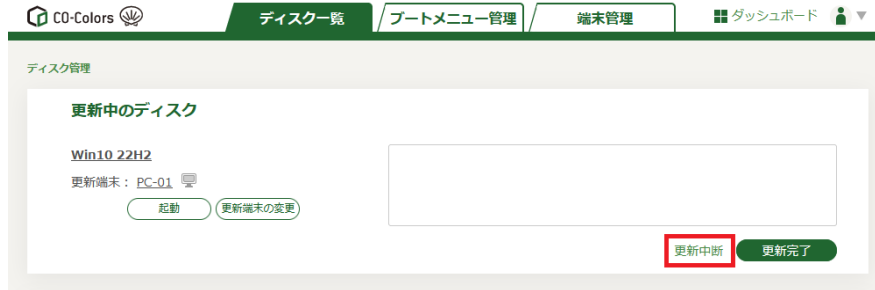 CO-Colors
ディスク一覧
ブートメニュー管理
端末管理
ダッシュボード
ディスク管理
更新中のディスク
Win10 22H2
更新端末： PC-01
起動
更新端末の変更
更新中断
更新完了